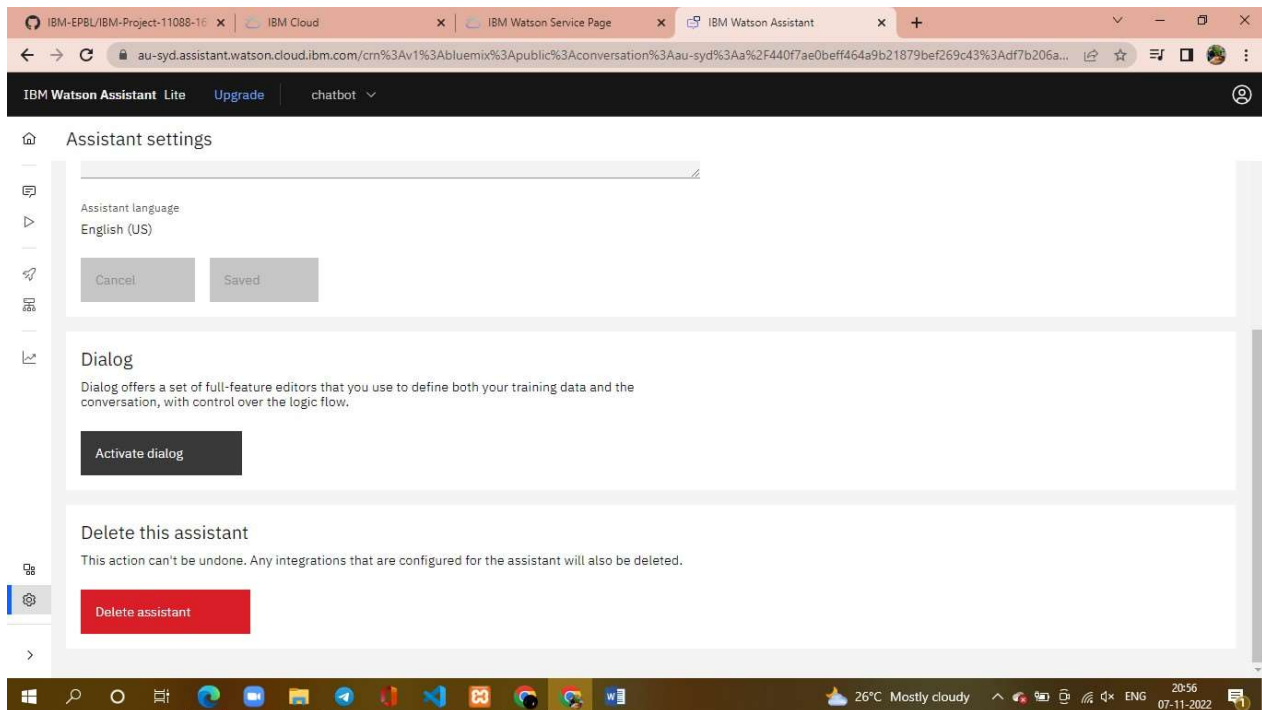 IBM-EPBL/IBM-Project-11088-16
IBM Cloud
IBM Watson Service Page
IBM Watson Assistant
au-syd.assistant.watson.cloud.ibm.com/crn%3Av1%3Abluemix%3Apublic%3Aconversation%3Aau-syd%3Aa%2F440f7ae0beff464a9b21879bef269c43%3Adf7b206a...
IBM Watson Assistant Lite Upgrade chatbot
Assistant settings
Assistant language
English (US)
Cancel Saved
Dialog
Dialog offers a set of full-feature editors that you use to define both your training data and the
conversation, with control over the logic flow.
Activate dialog
Delete this assistant
This action can't be undone. Any integrations that are configured for the assistant will also be deleted.
Delete assistant
26°C Mostly cloudy ENG
20:56
07-11-2022